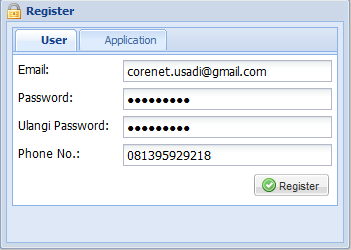 Register
User Application
Email: corenet.usadi@gmail.com
Password: ●●●●●●●●●
Ulangi Password: ●●●●●●●●●
Phone No.: 081395929218
Register